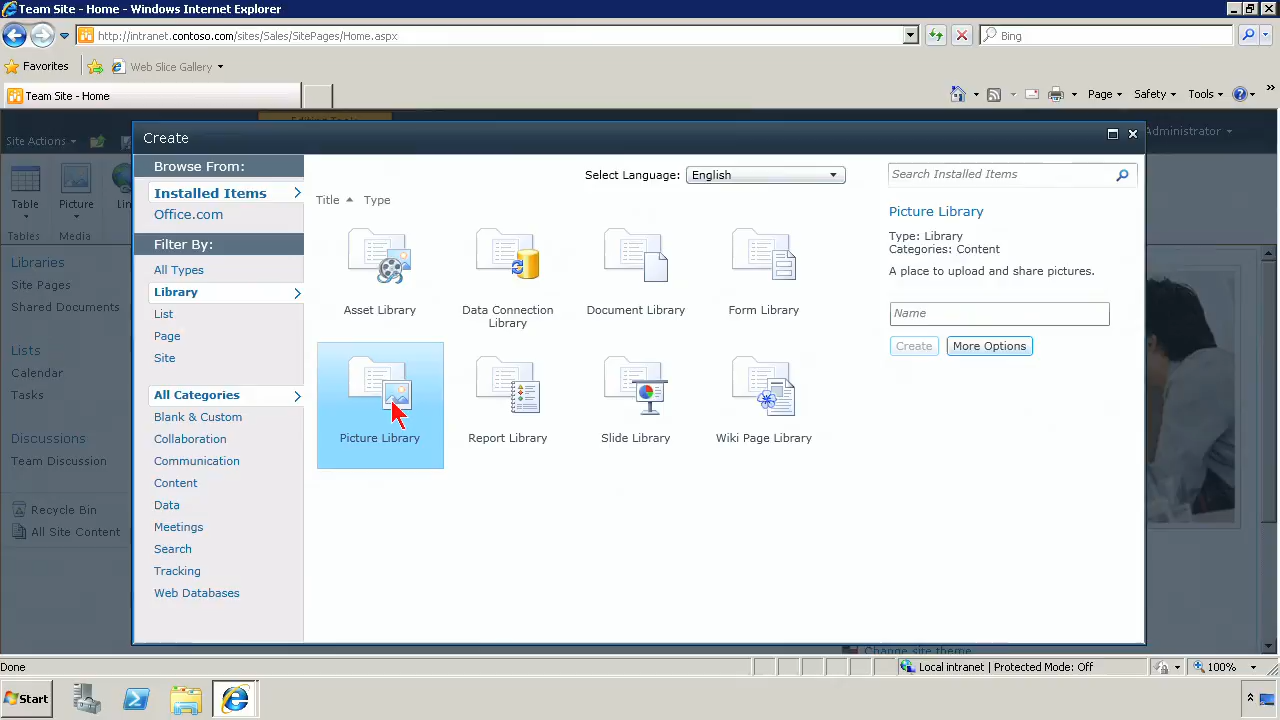 Team Site - Home - Windows Internet Explorer
http://intranet.contoso.com/sites/Sales/SitePages/Home.aspx
Bing
Favorites
Web Slice Gallery
Team Site - Home
Page
Safety
Tools
Site Actions
Administrator
Create
Browse From:
Installed Items
Office.com
Filter By:
All Types
Library
List
Page
Site
All Categories
Blank & Custom
Collaboration
Communication
Content
Data
Meetings
Search
Tracking
Web Databases
Select Language:
English
Title
Type
Asset Library
Data Connection
Library
Document Library
Form Library
Picture Library
Report Library
Slide Library
Wiki Page Library
Search Installed Items
Picture Library
Type: Library
Categories: Content
A place to upload and share pictures.
Name
Create
More Options
Table
Picture
Tables
Media
Libraries
Site Pages
Shared Documents
Lists
Calendar
Tasks
Discussions
Team Discussion
Recycle Bin
All Site Content
Change site theme
Done
Local intranet | Protected Mode: Off
100%
Start